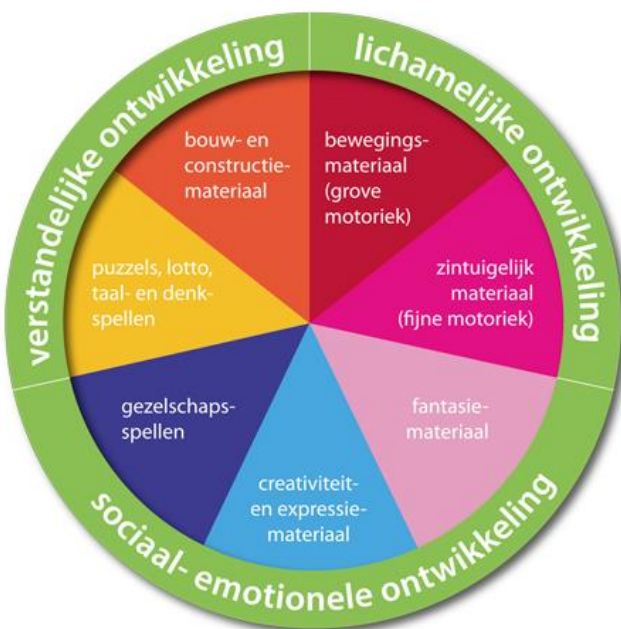 verstandelijke ontwikkeling
lichamelijke ontwikkeling
sociaal- emotionele ontwikkeling
bouw- en
constructie-
materiaal
bewegings-
materiaal
(grove
motoriek)
zintuigelijk
materiaal
(fijne motoriek)
fantasie-
materiaal
creativiteit-
en expressie-
materiaal
gezelschaps-
spellen
puzzels, lotto,
taal- en denk-
spellen